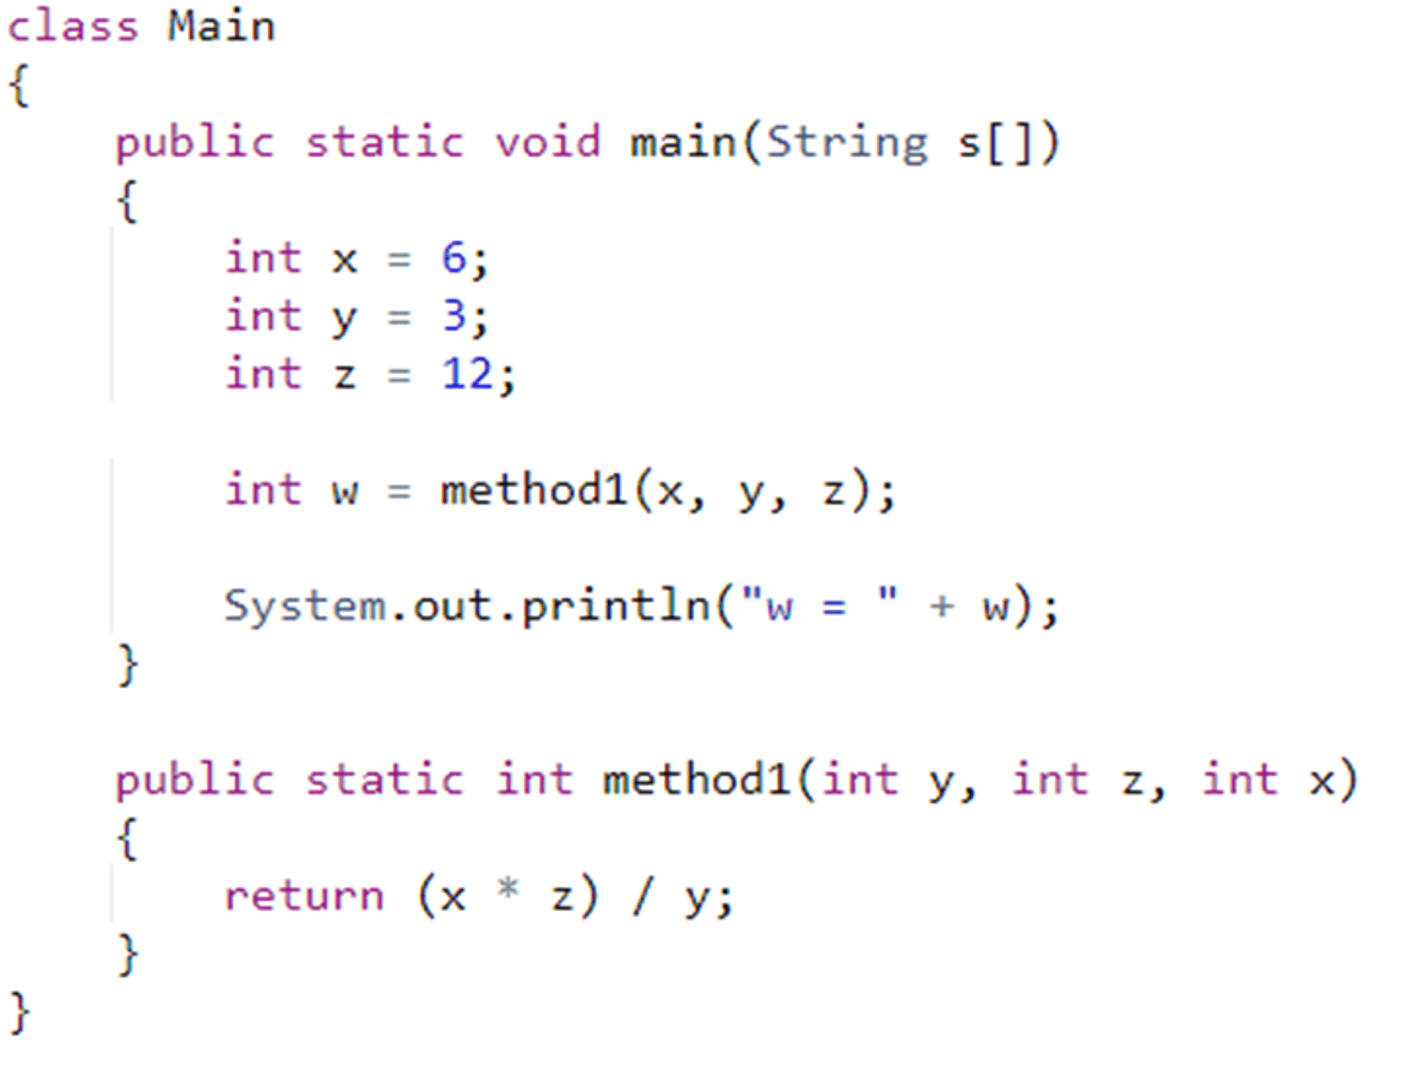 class Main
{
    public static void main(String s[])
    {
        int x = 6;
        int y = 3;
        int z = 12;

        int w = method1(x, y, z);

        System.out.println("w = " + w);
    }

    public static int method1(int y, int z, int x)
    {
        return (x * z) / y;
    }
}